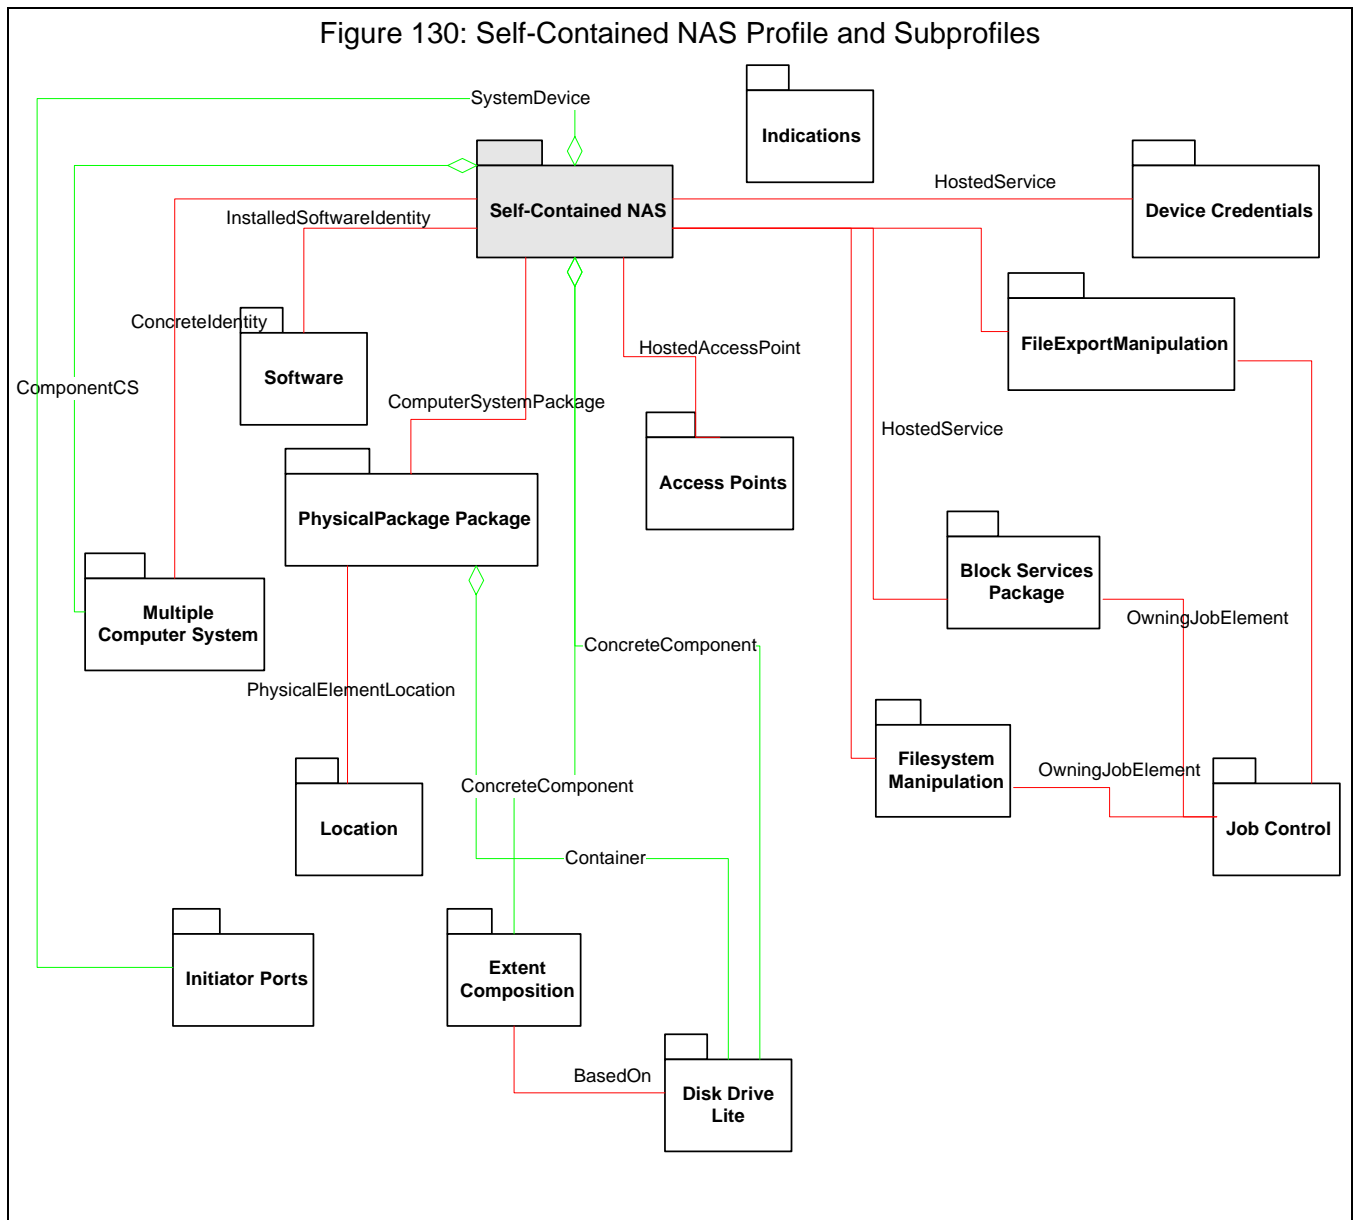 Figure 130: Self-Contained NAS Profile and Subprofiles
SystemDevice
Indications
HostedService
Self-Contained NAS
Device Credentials
InstalledSoftwareIdentity
ConcreteIdentity
FileExportManipulation
HostedAccessPoint
Software
ComponentCS
ComputerSystemPackage
HostedService
Access Points
PhysicalPackage Package
Block Services
Package
Multiple
Computer System
OwningJobElement
ConcreteComponent
PhysicalElementLocation
Filesystem
Manipulation
OwningJobElement
ConcreteComponent
Location
Job Control
Container
Initiator Ports
Extent
Composition
BasedOn
Disk Drive
Lite